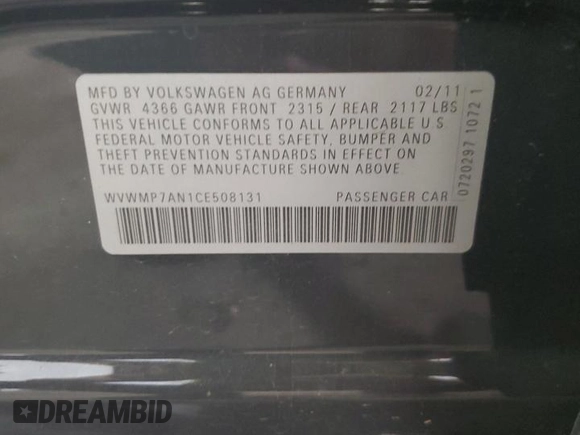 MFD BY VOLKSWAGEN AG GERMANY 02/11
GVWR 4366 GAWR FRONT 2315 / REAR 2117 LBS
THIS VEHICLE CONFORMS TO ALL APPLICABLE U S
FEDERAL MOTOR VEHICLE SAFETY, BUMPER AND
THEFT PREVENTION STANDARDS IN EFFECT ON
THE DATE OF MANUFACTURE SHOWN ABOVE.
WVWMP7AN1CE508131 PASSENGER CAR
0720297 1072 1
DREAMBID